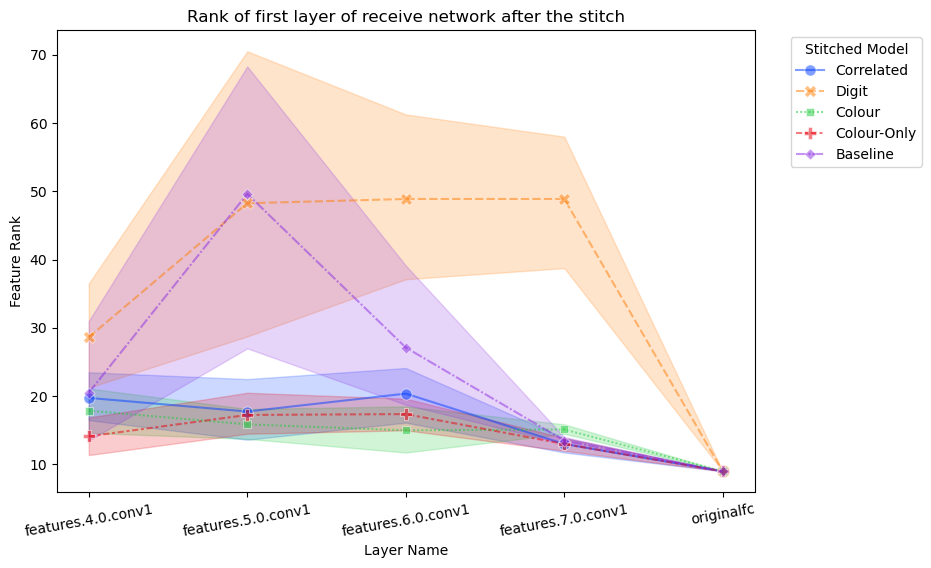 Rank of first layer of receive network after the stitch
Feature Rank
70
60
50
40
30
20
10
features.4.0.conv1
features.5.0.conv1
features.6.0.conv1
features.7.0.conv1
originalfc
Layer Name
Stitched Model
Correlated
Digit
Colour
Colour-Only
Baseline